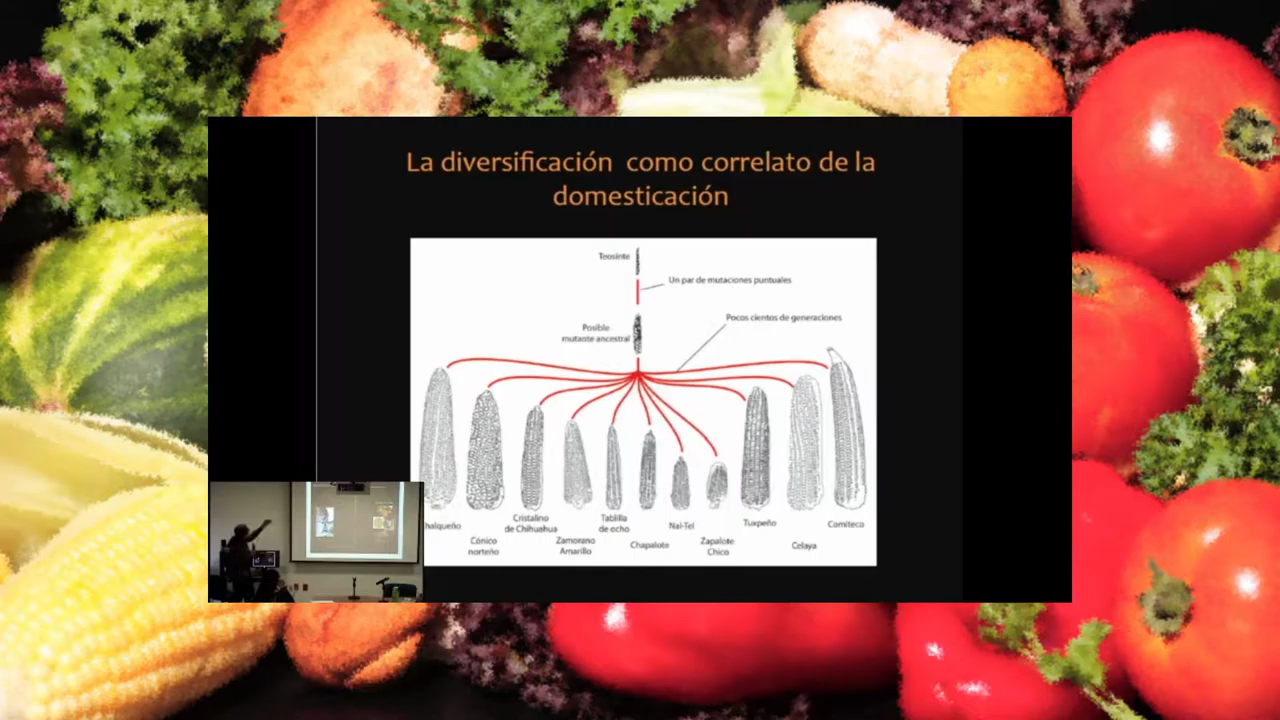 La diversificación como correlato de la
domesticación
Teosinte
Un par de mutaciones puntuales
Pocos cientos de generaciones
Posible
mutante ancestral
halqueño
Cónico
norteño
Cristalino
de Chihuahua
Zamorano
Amarillo
Tablilla
de ocho
Chapalote
Nal-Tel
Zapalote
Chico
Tuxpeño
Celaya
Comiteco